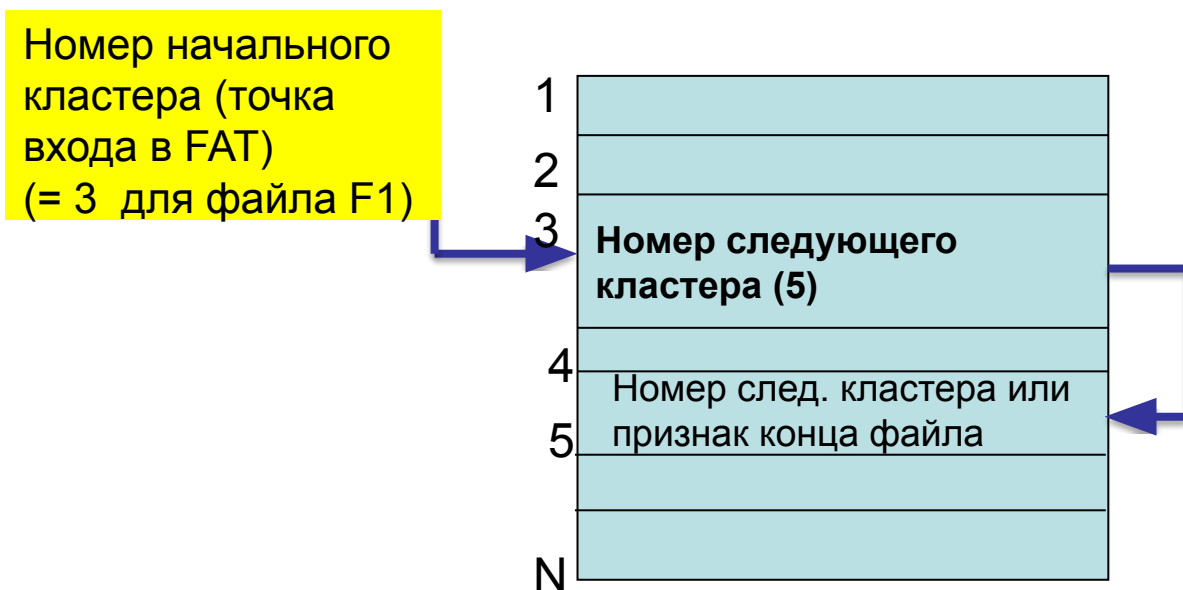 Номер начального
кластера (точка
входа в FAT)
(= 3 для файла F1)
1
2
3
Номер следующего
кластера (5)
4
Номер след. кластера или
признак конца файла
5
N